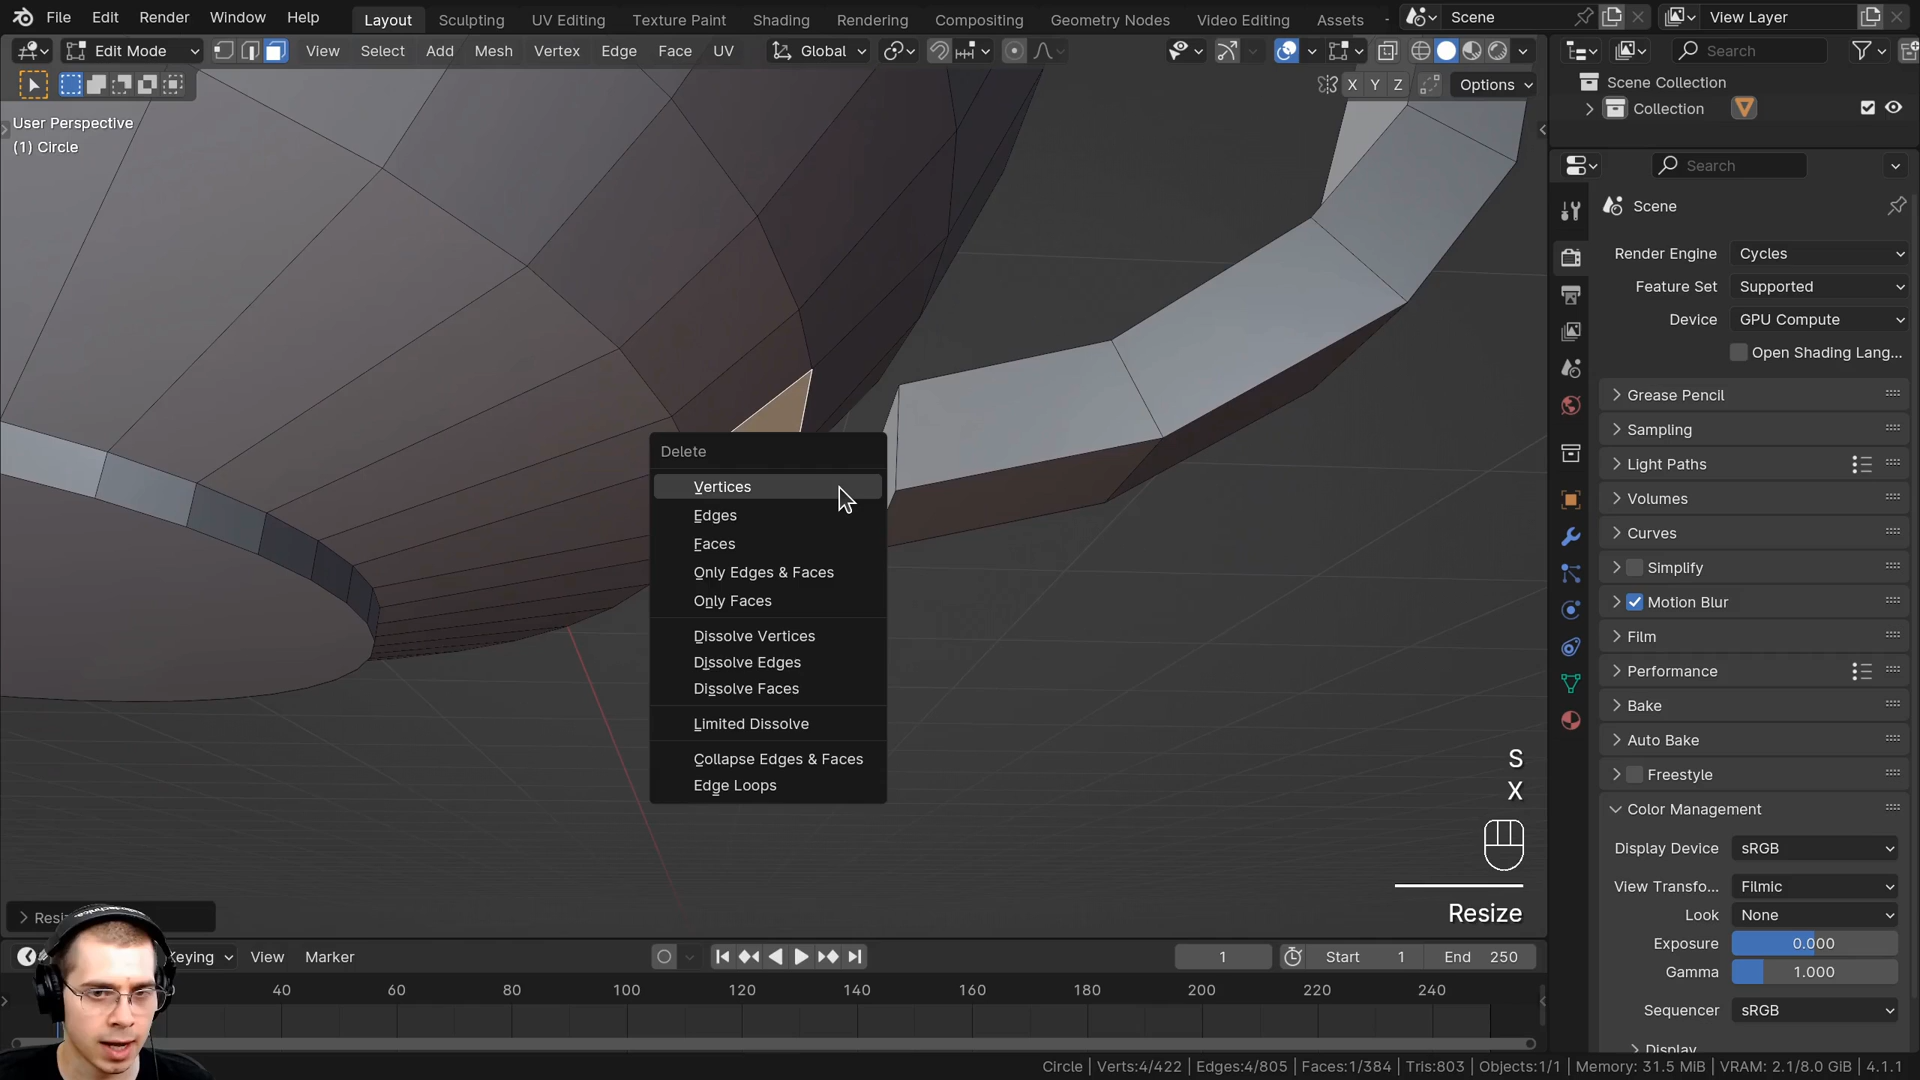 File Edit Render Window Help Layout Sculpting UV Editing Texture Paint Shading Rendering Compositing Geometry Nodes Video Editing Assets Scene View Layer
Edit Mode View Select Add Mesh Vertex Edge Face UV Global Search
X Y Z Options
User Perspective
(1) Circle
Scene Collection
Collection
Search
Scene
Render Engine Cycles
Feature Set Supported
Device GPU Compute
Open Shading Lang...
Grease Pencil
Sampling
Light Paths
Volumes
Curves
Simplify
Motion Blur
Film
Performance
Bake
Auto Bake
Freestyle
Color Management
Display Device sRGB
View Transfo... Filmic
Look None
Exposure 0.000
Gamma 1.000
Sequencer sRGB
Display
Delete
Vertices
Edges
Faces
Only Edges & Faces
Only Faces
Dissolve Vertices
Dissolve Edges
Dissolve Faces
Limited Dissolve
Collapse Edges & Faces
Edge Loops
S
X
Resize
View Marker 1 Start 1 End 250
40 60 80 100 120 140 160 180 200 220 240
Circle | Verts:4/422 | Edges:4/805 | Faces:1/384 | Tris:803 | Objects:1/1 | Memory: 31.5 MiB | VRAM: 2.1/8.0 GiB | 4.1.1